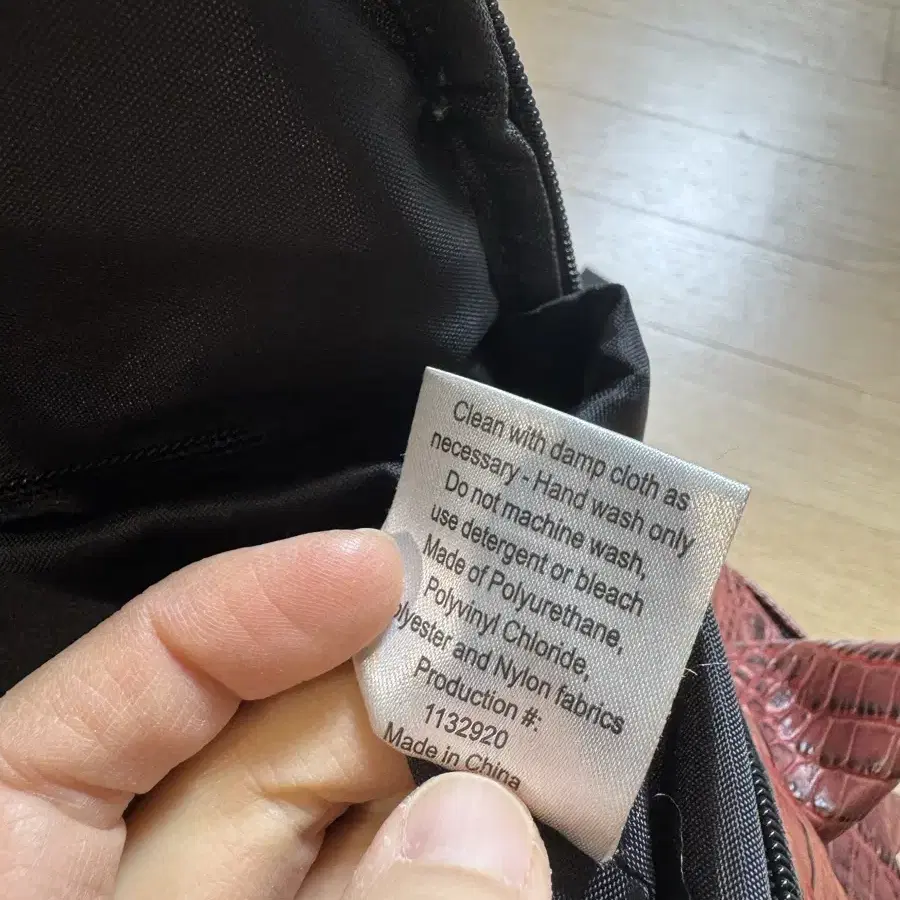 Clean with damp cloth as
necessary - Hand wash only
Do not machine wash,
use detergent or bleach
Made of Polyurethane,
Polyvinyl Chloride,
olyester and Nylon fabrics
Production #:
1132920
Made in China